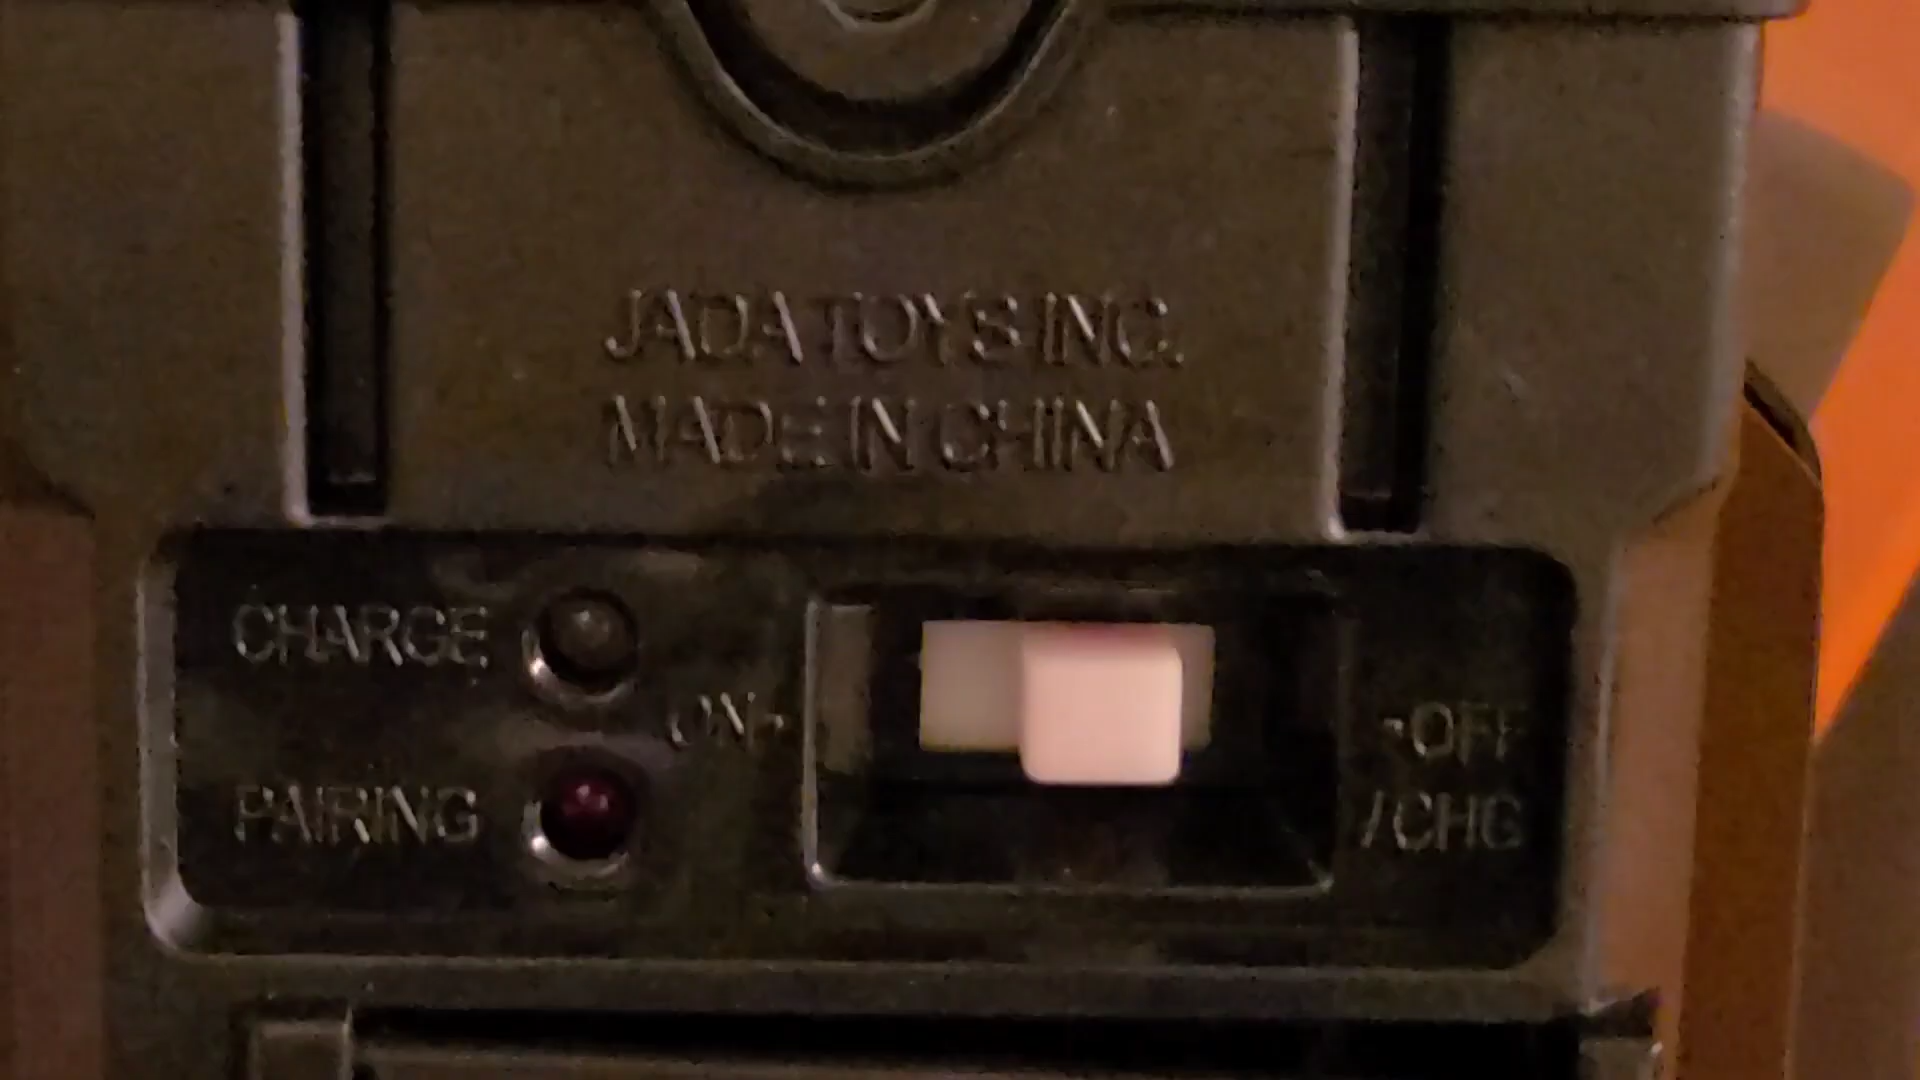 JADA TOYS INC.
MADE IN CHINA
CHARGE
ON-
-OFF
PAIRING
/CHG